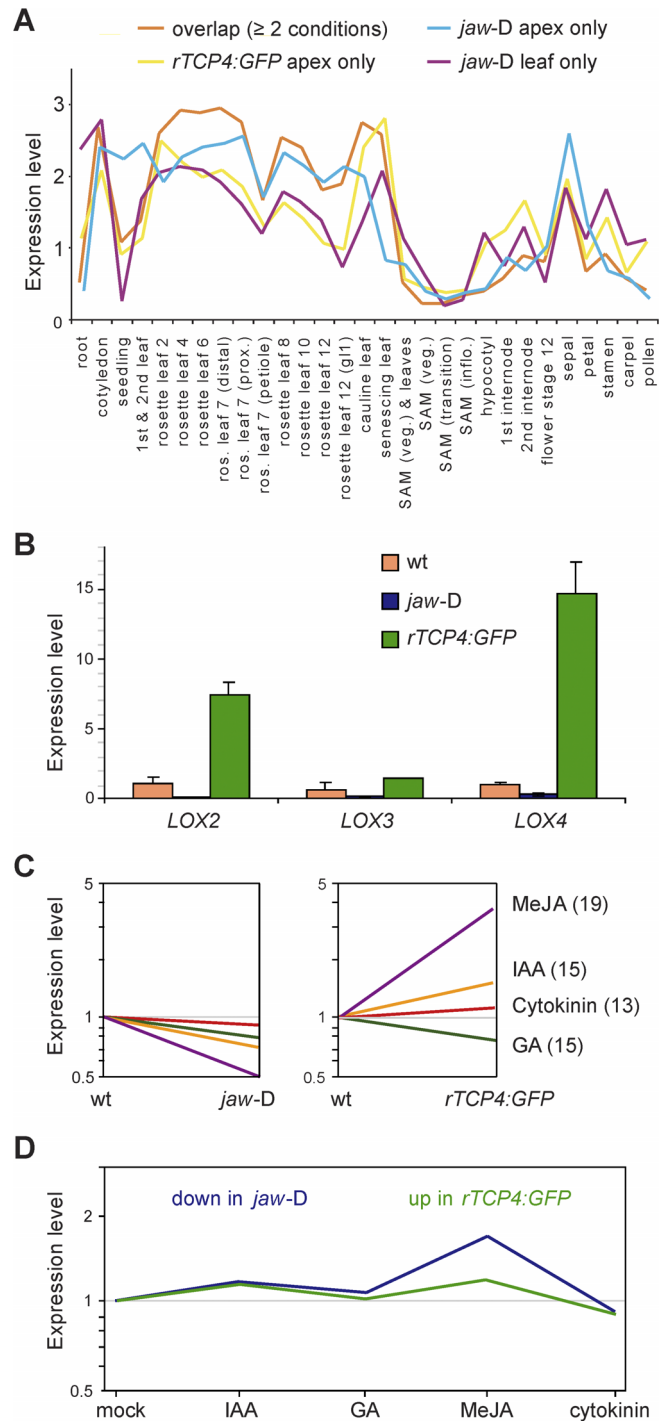 A
overlap (≥ 2 conditions)
jaw-D apex only
rTCP4:GFP apex only
jaw-D leaf only
Expression level
3
2
1
0
root
cotyledon
seedling
1st & 2nd leaf
rosette leaf 2
rosette leaf 4
rosette leaf 6
ros. leaf 7 (distal)
ros. leaf 7 (prox.)
ros. leaf 7 (petiole)
rosette leaf 8
rosette leaf 10
rosette leaf 12
rosette leaf 12 (gl1)
cauline leaf
senescing leaf
SAM (veg.) & leaves
SAM (veg.)
SAM (transition)
SAM (inflo.)
hypocotyl
1st internode
2nd internode
flower stage 12
sepal
petal
stamen
carpel
pollen
B
Expression level
15
10
5
0
wt
jaw-D
rTCP4:GFP
LOX2 LOX3 LOX4
C
Expression level
5
1
0.5
wt jaw-D
5
1
0.5
wt rTCP4:GFP
MeJA (19)
IAA (15)
Cytokinin (13)
GA (15)
D
Expression level
down in jaw-D up in rTCP4:GFP
2
1
0.5
mock IAA GA MeJA cytokinin